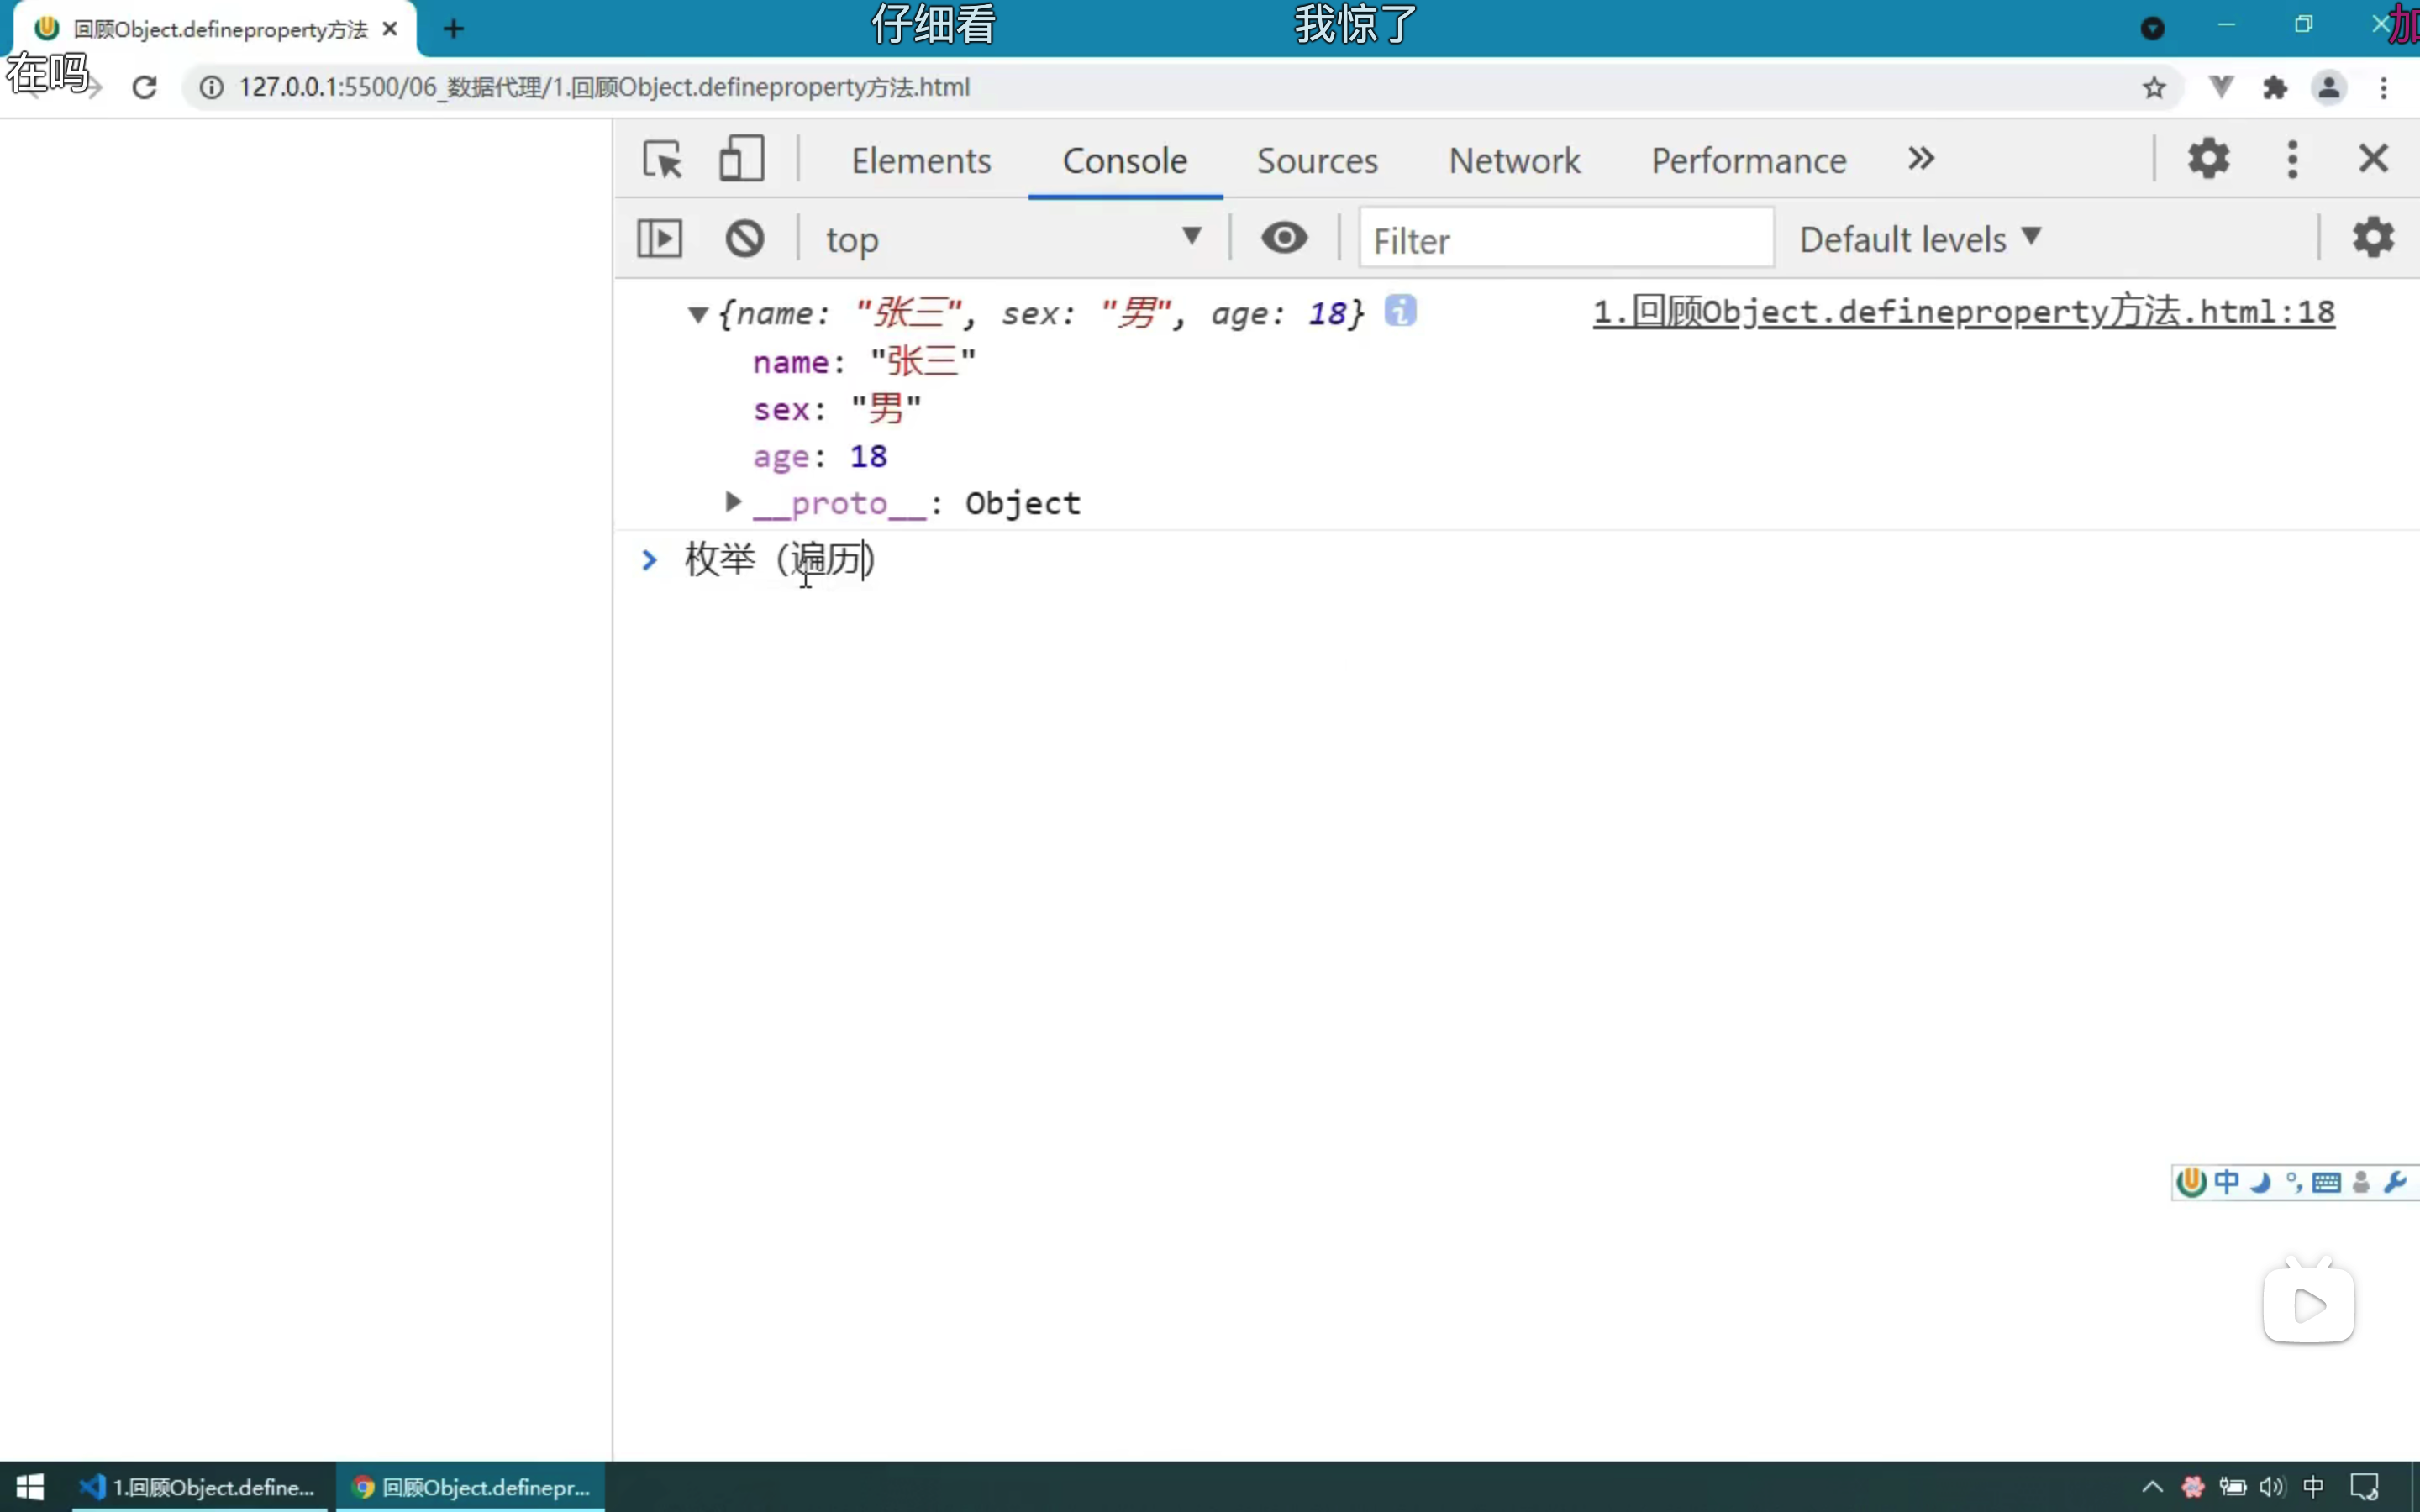 回顾Object.defineproperty方法
仔细看
我惊了
加
在吗
127.0.0.1:5500/06_数据代理/1.回顾Object.defineproperty方法.html
Elements Console Sources Network Performance
top Filter Default levels
{name: "张三", sex: "男", age: 18} 1.回顾Object.defineproperty方法.html:18
name: "张三"
sex: "男"
age: 18
__proto__: Object
枚举（遍历）
中
1.回顾Object.define... 回顾Object.definepr... 中